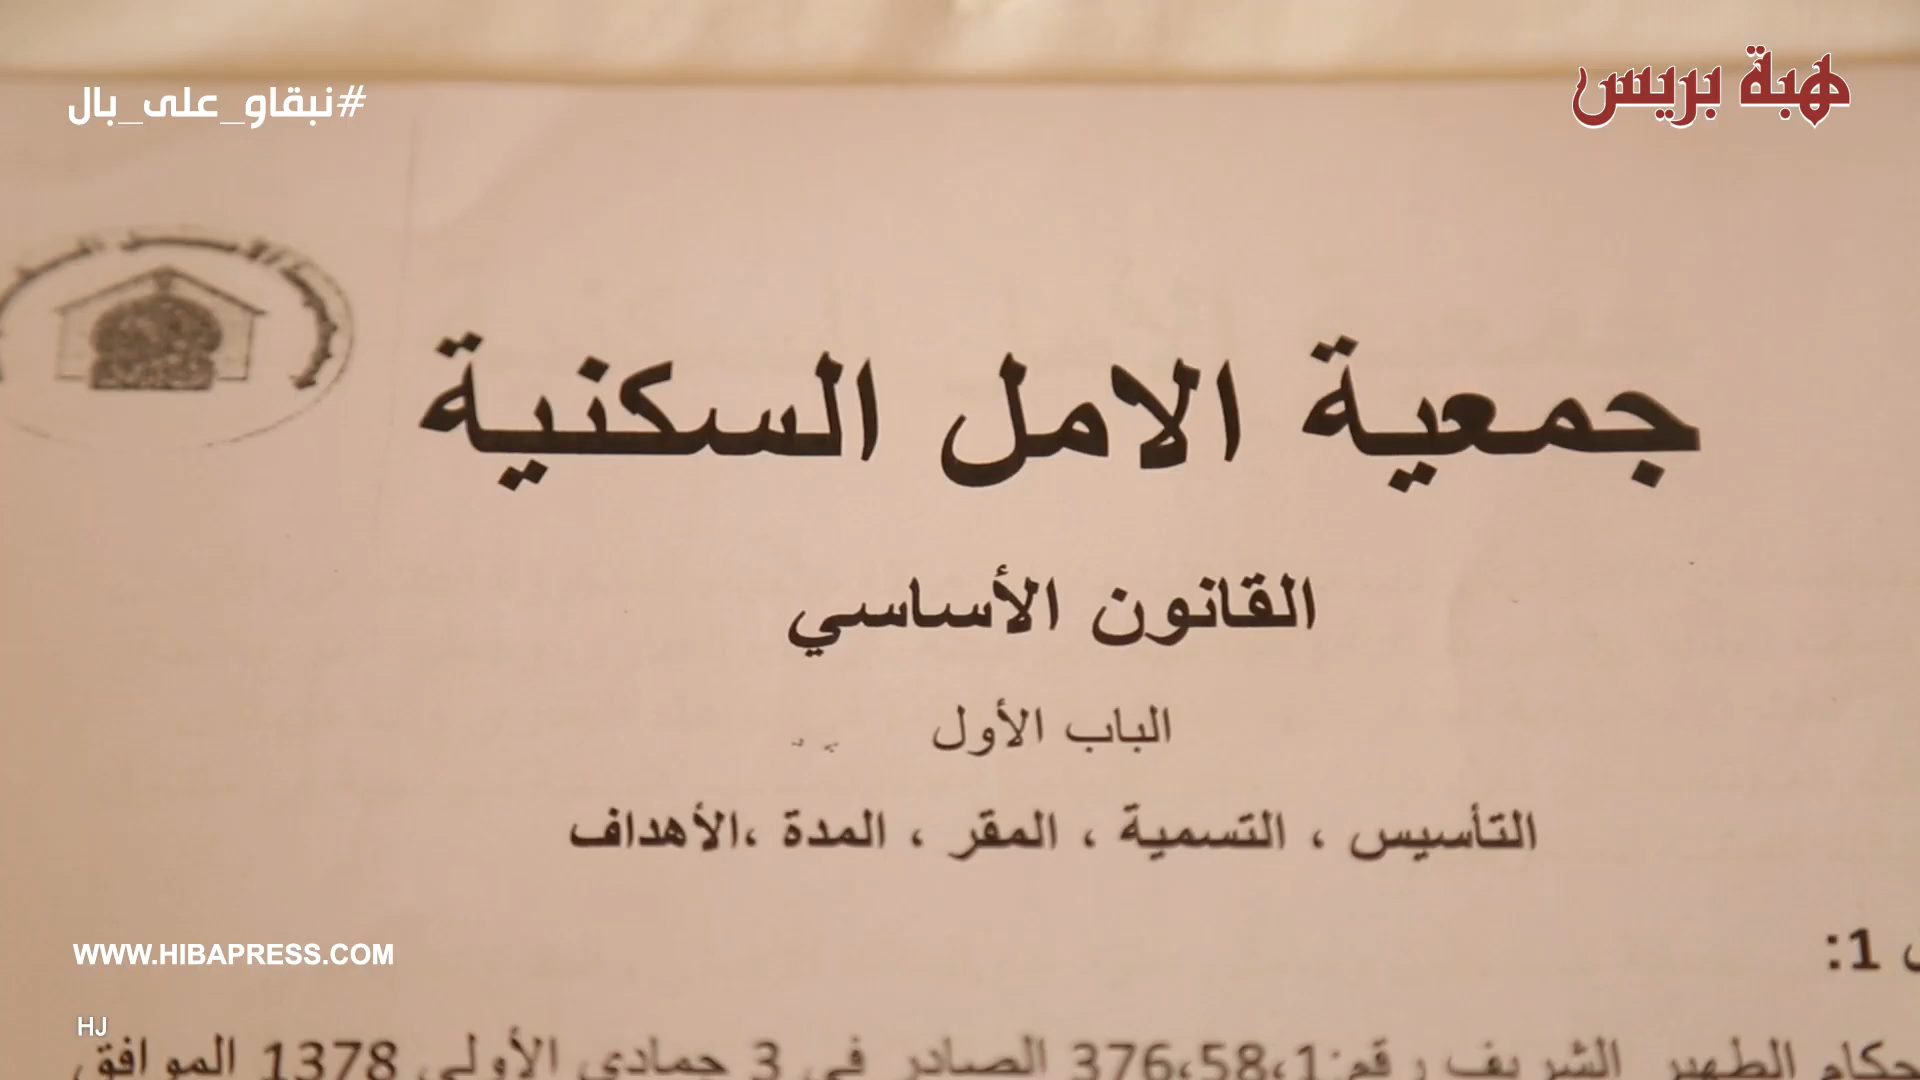 #نبقاو_على_بال
هبة بريس
جمعية الامل السكنية
القانون الأساسي
الباب الأول
التأسيس ، التسمية ، المقر ، المدة ،الأهداف
1:
WWW.HIBAPRESS.COM
HJ
الظهير الشريف رقم:1،58،376 الصادر في 3 جمادى الأولى 1378 الموافق